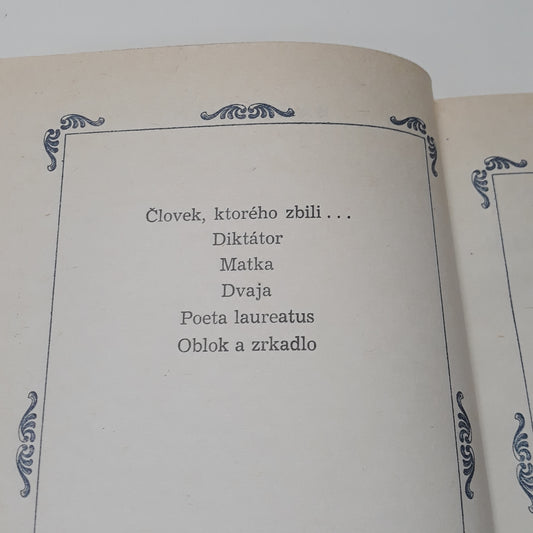 Človek, ktorého zbili ...
Diktátor
Matka
Dvaja
Poeta laureatus
Oblok a zrkadlo